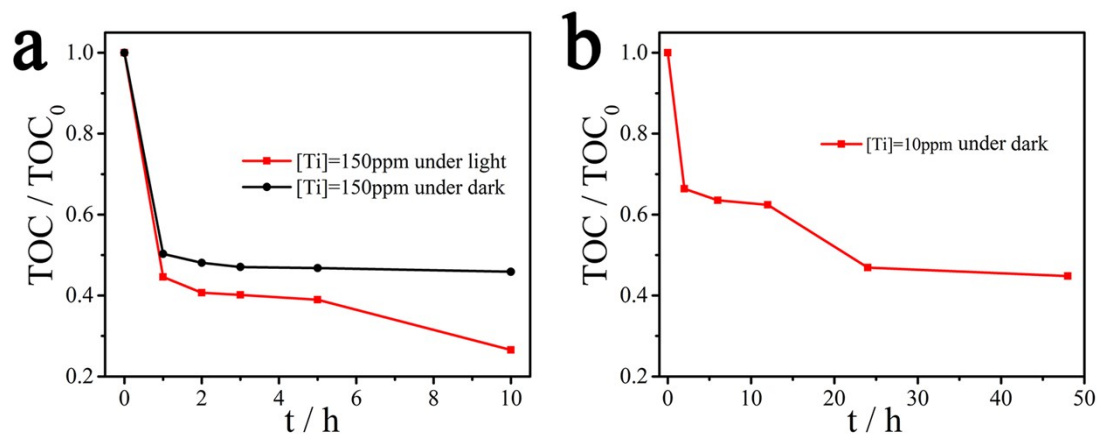 a
TOC / TOC0
1.0
0.8
0.6
0.4
0.2
[Ti]=150ppm under light
[Ti]=150ppm under dark
0 2 4 6 8 10
t / h
b
TOC / TOC0
1.0
0.8
0.6
0.4
0.2
[Ti]=10ppm under dark
0 10 20 30 40 50
t / h